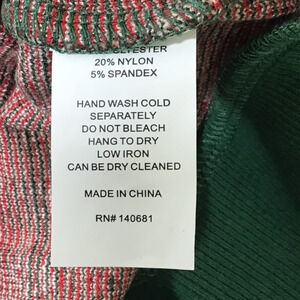 20% NYLON
5% SPANDEX
HAND WASH COLD
SEPARATELY
DO NOT BLEACH
HANG TO DRY
LOW IRON
CAN BE DRY CLEANED
MADE IN CHINA
RN# 140681